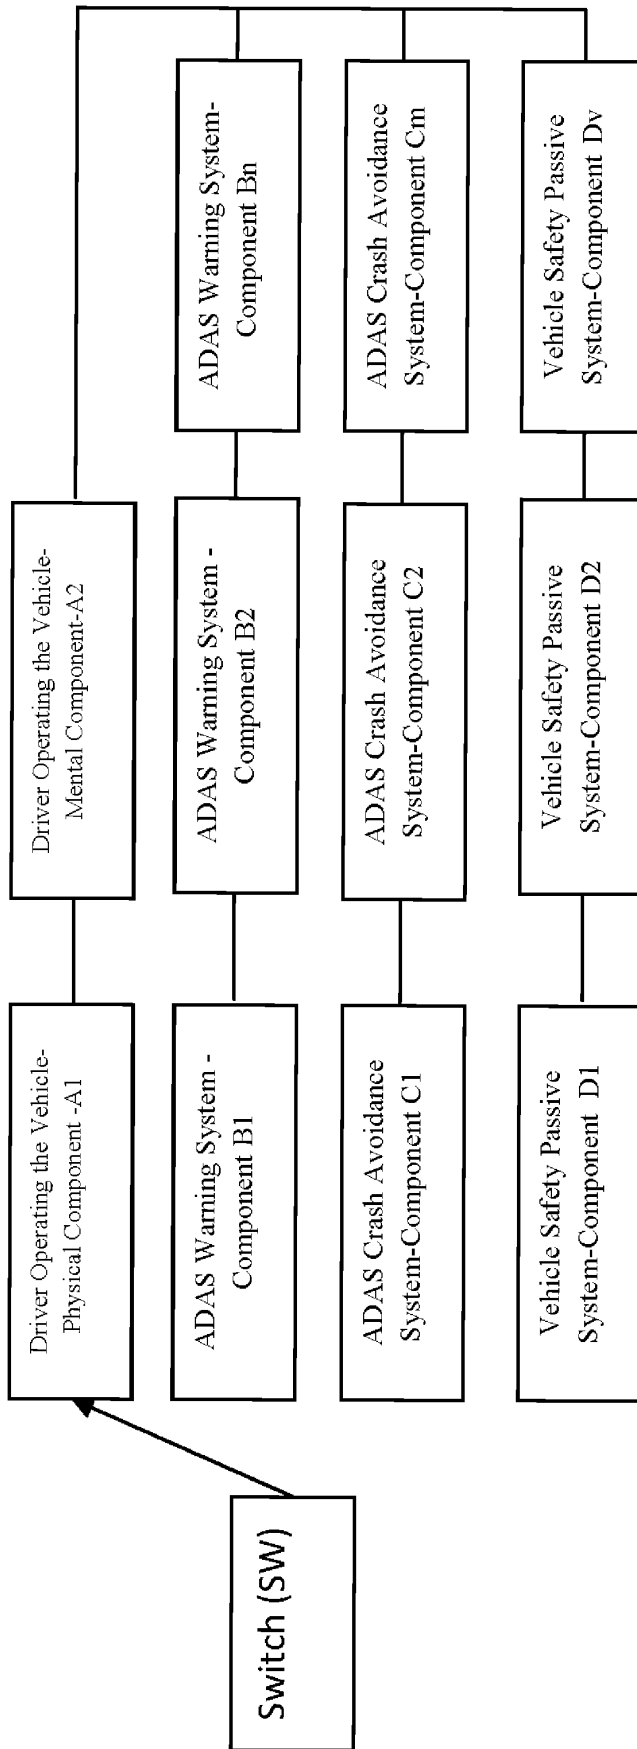 Switch (SW)
Driver Operating the Vehicle-
Physical Component -A1
Driver Operating the Vehicle-
Mental Component-A2
ADAS Warning System -
Component B1
ADAS Warning System -
Component B2
ADAS Warning System-
Component Bn
ADAS Crash Avoidance
System-Component C1
ADAS Crash Avoidance
System-Component C2
ADAS Crash Avoidance
System-Component Cm
Vehicle Safety Passive
System-Component D1
Vehicle Safety Passive
System-Component D2
Vehicle Safety Passive
System-Component Dv